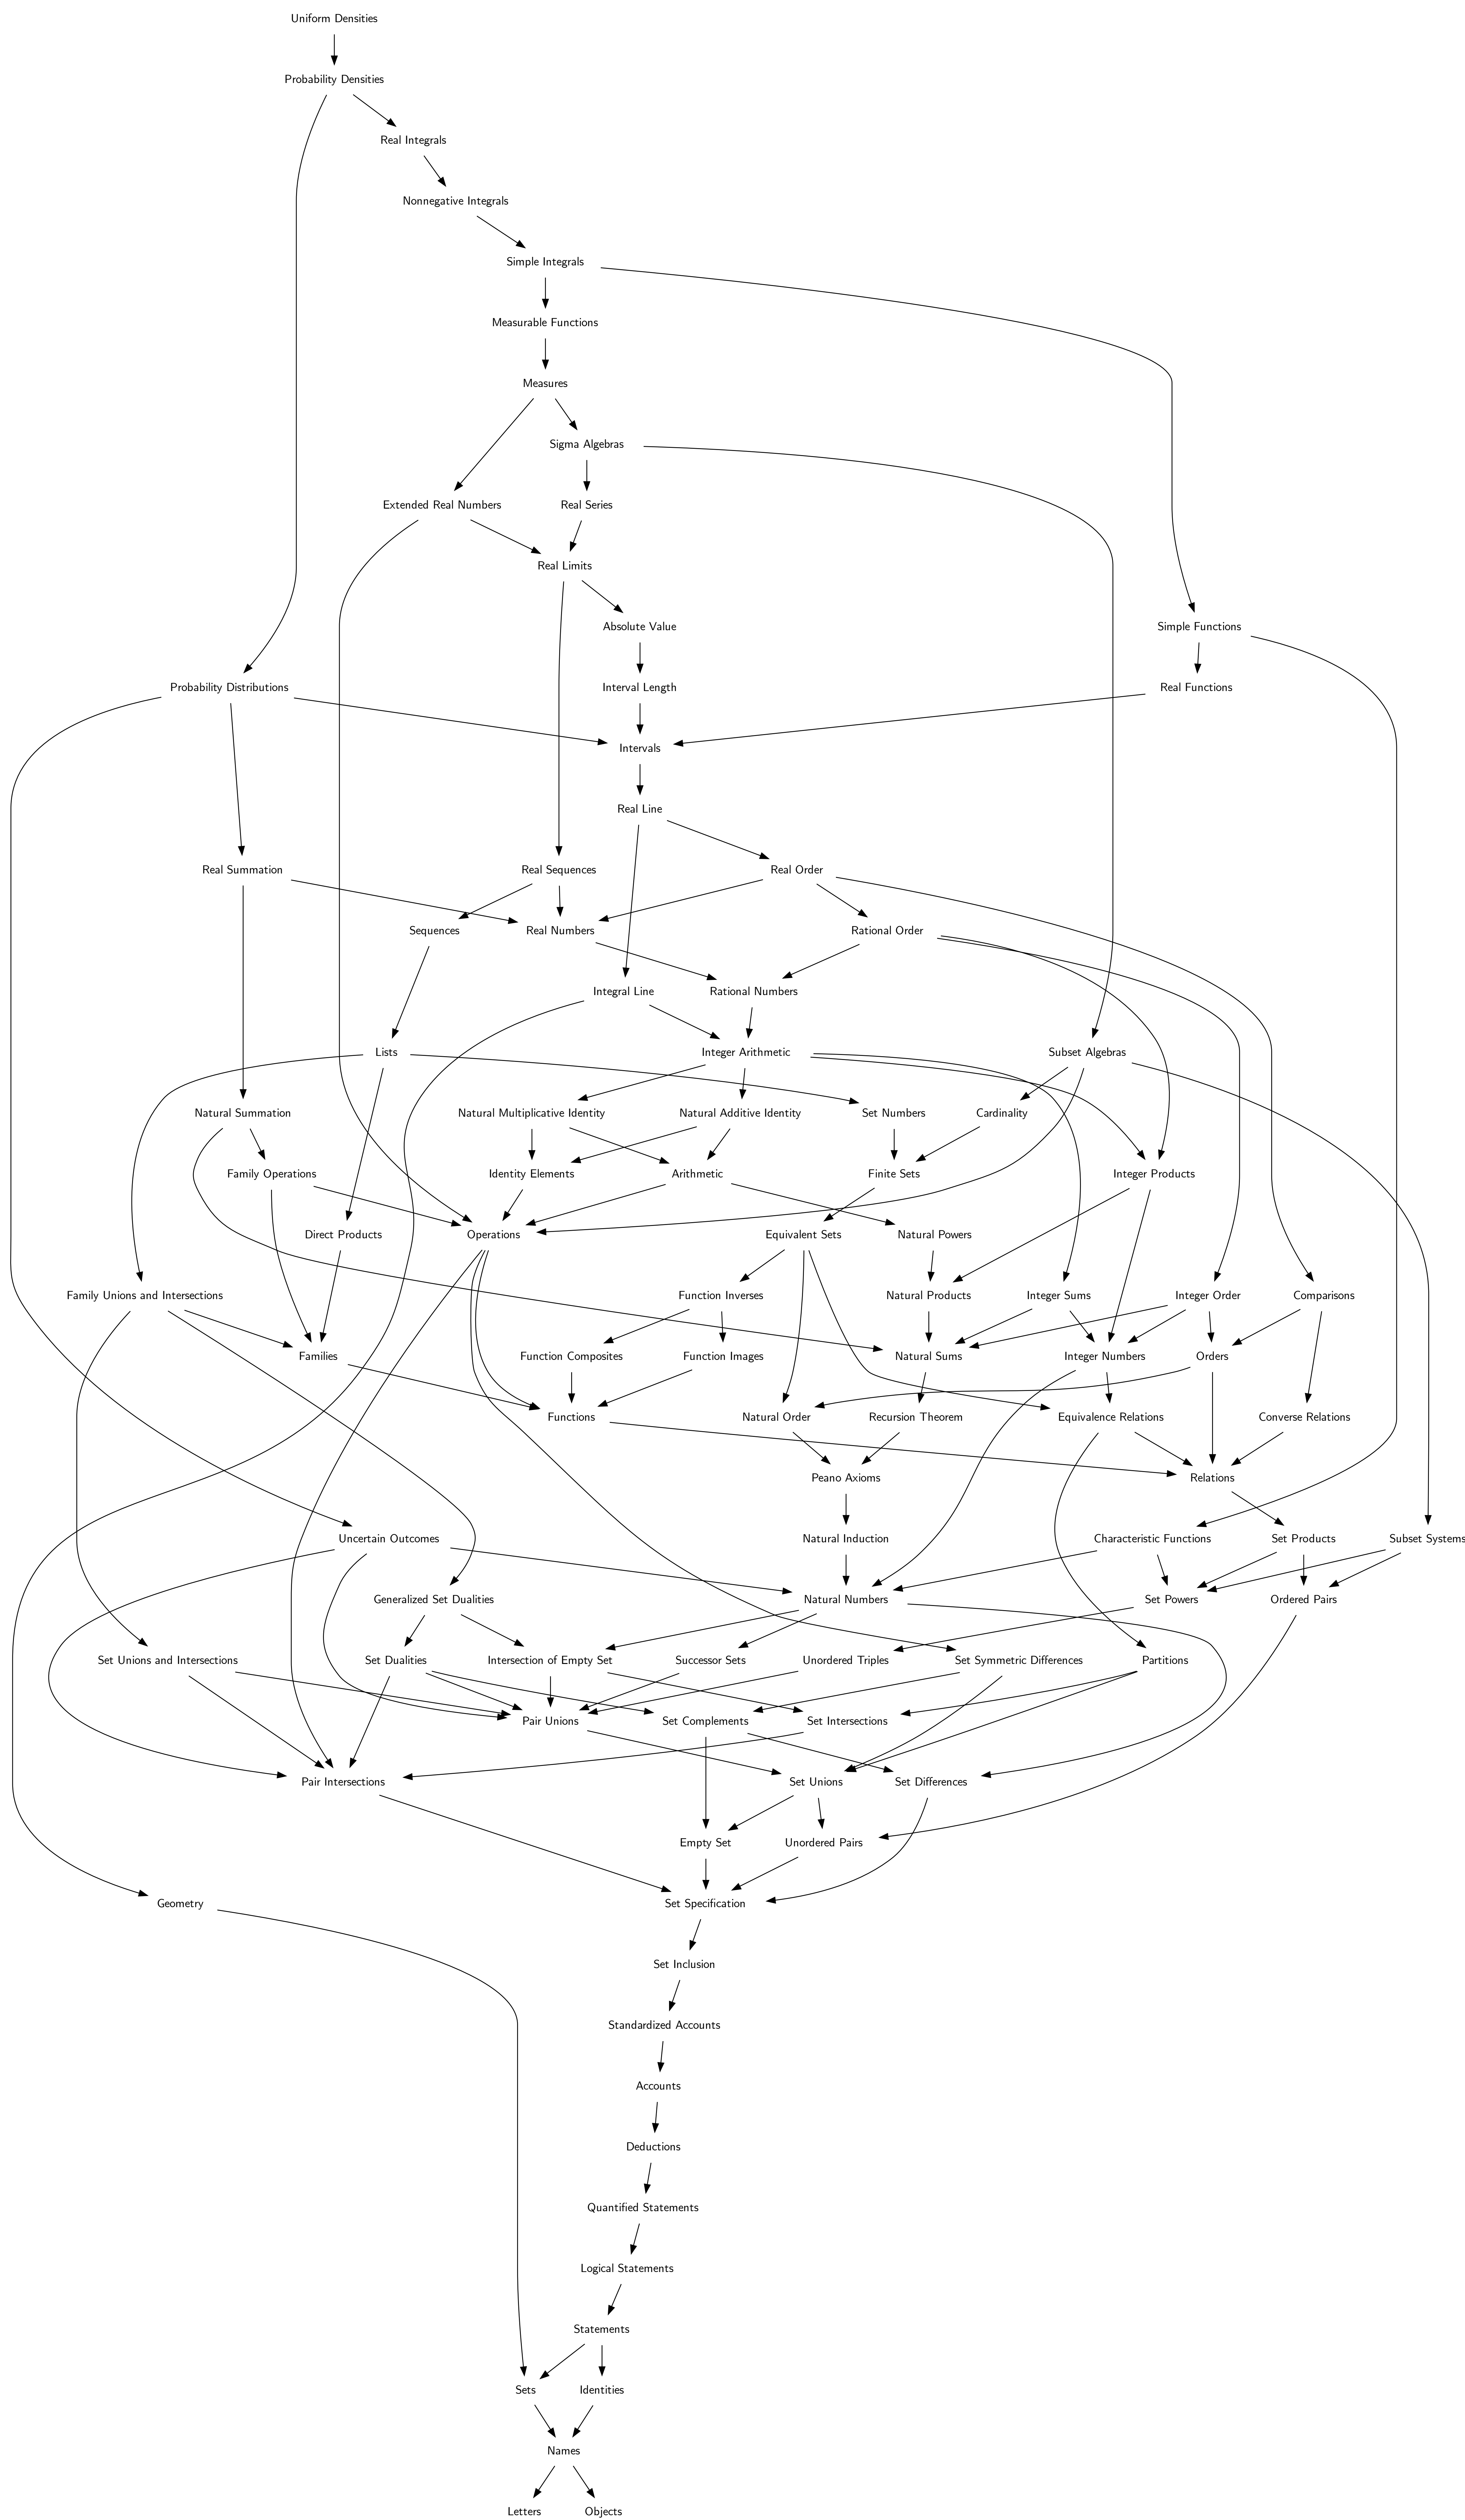 Uniform Densities
Probability Densities
Real Integrals
Nonnegative Integrals
Simple Integrals
Measurable Functions
Measures
Sigma Algebras
Extended Real Numbers
Real Series
Real Limits
Absolute Value
Simple Functions
Probability Distributions
Interval Length
Real Functions
Intervals
Real Line
Real Summation
Real Sequences
Real Order
Sequences
Real Numbers
Rational Order
Integral Line
Rational Numbers
Lists
Integer Arithmetic
Subset Algebras
Natural Summation
Natural Multiplicative Identity
Natural Additive Identity
Set Numbers
Cardinality
Family Operations
Identity Elements
Arithmetic
Finite Sets
Integer Products
Direct Products
Operations
Equivalent Sets
Natural Powers
Family Unions and Intersections
Function Inverses
Natural Products
Integer Sums
Integer Order
Comparisons
Families
Function Composites
Function Images
Natural Sums
Integer Numbers
Orders
Functions
Natural Order
Recursion Theorem
Equivalence Relations
Converse Relations
Peano Axioms
Relations
Uncertain Outcomes
Natural Induction
Characteristic Functions
Set Products
Subset Systems
Generalized Set Dualities
Natural Numbers
Set Powers
Ordered Pairs
Set Unions and Intersections
Set Dualities
Intersection of Empty Set
Successor Sets
Unordered Triples
Set Symmetric Differences
Partitions
Pair Unions
Set Complements
Set Intersections
Pair Intersections
Set Unions
Set Differences
Empty Set
Unordered Pairs
Geometry
Set Specification
Set Inclusion
Standardized Accounts
Accounts
Deductions
Quantified Statements
Logical Statements
Statements
Sets
Identities
Names
Letters
Objects